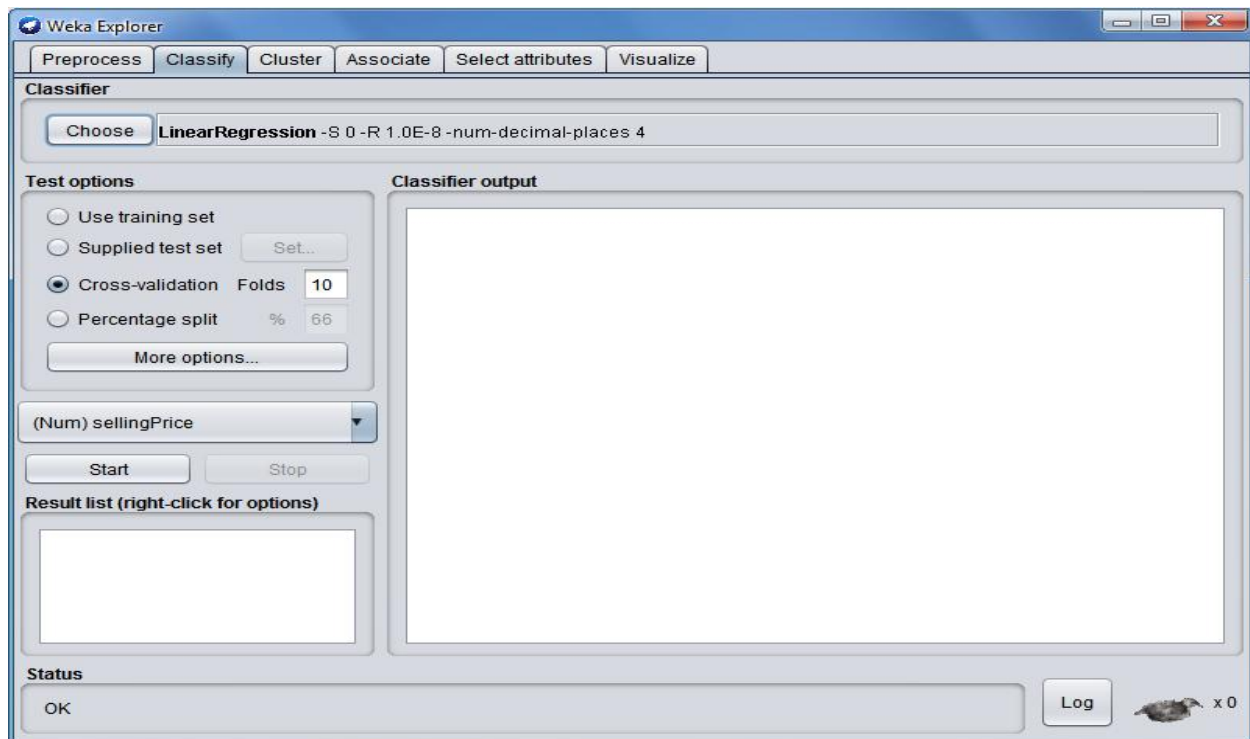 Weka Explorer
Preprocess Classify Cluster Associate Select attributes Visualize
Classifier
Choose LinearRegression -S 0 -R 1.0E-8 -num-decimal-places 4
Test options
Use training set
Supplied test set Set...
Cross-validation Folds 10
Percentage split % 66
More options...
(Num) sellingPrice
Start Stop
Result list (right-click for options)
Classifier output
Status
OK
Log x 0